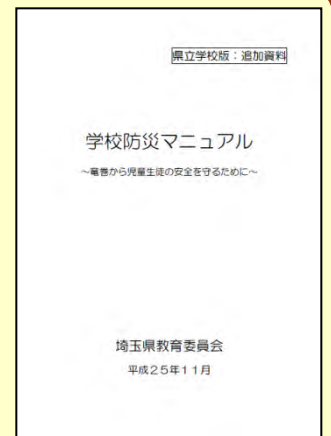 県立学校版：追加資料
学校防災マニュアル
～竜巻から児童生徒の安全を守るために～
埼玉県教育委員会
平成２５年１１月